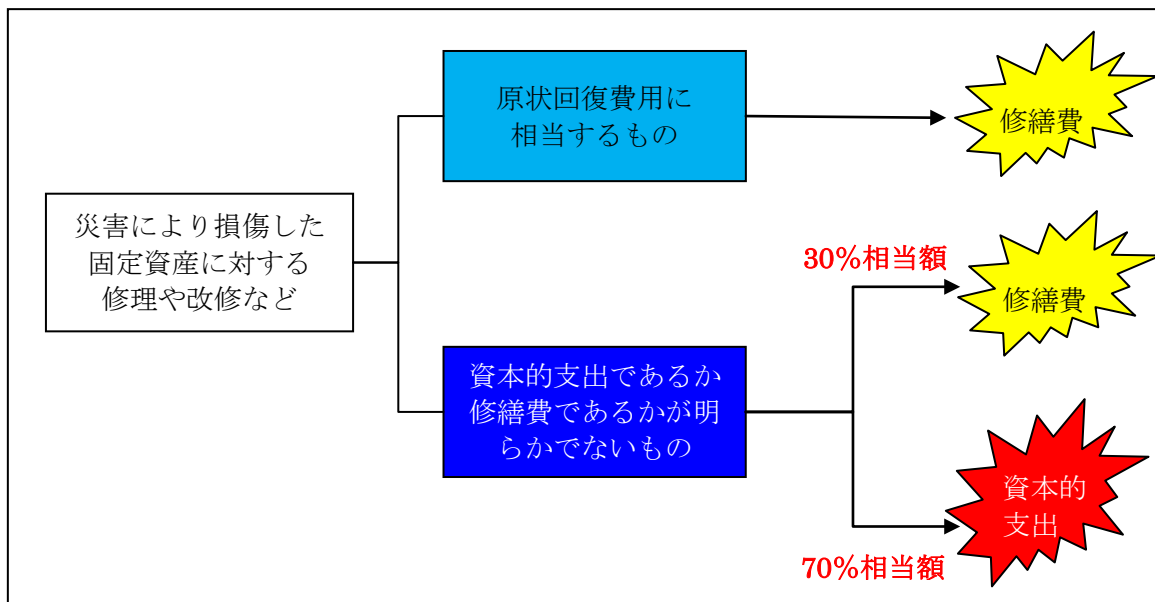 災害により損傷した
固定資産に対する
修理や改修など
原状回復費用に
相当するもの
修繕費
資本的支出であるか
修繕費であるかが明
らかでないもの
30%相当額
修繕費
70%相当額
資本的
支出